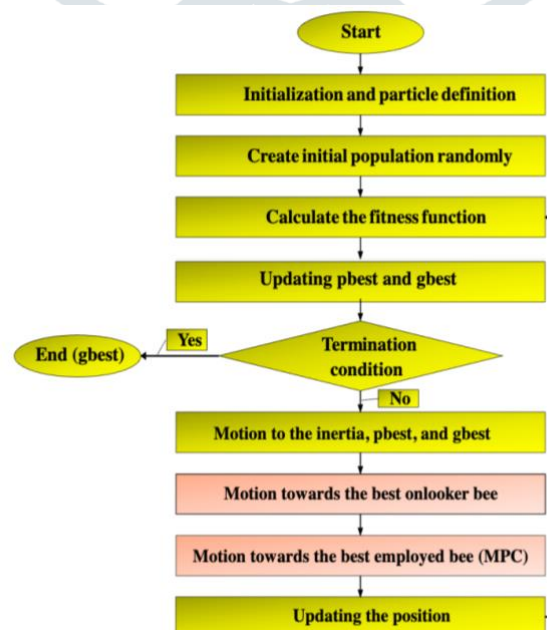 Start
Initialization and particle definition
Create initial population randomly
Calculate the fitness function
Updating pbest and gbest
Termination
condition
Yes
End (gbest)
No
Motion to the inertia, pbest, and gbest
Motion towards the best onlooker bee
Motion towards the best employed bee (MPC)
Updating the position